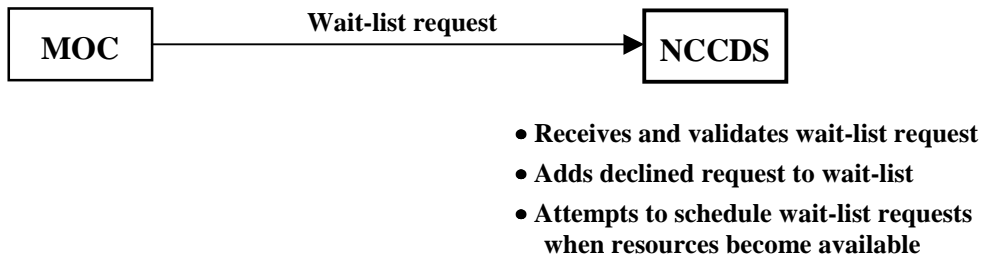 Wait-list request
MOC
NCCDS
• Receives and validates wait-list request
• Adds declined request to wait-list
• Attempts to schedule wait-list requests
when resources become available